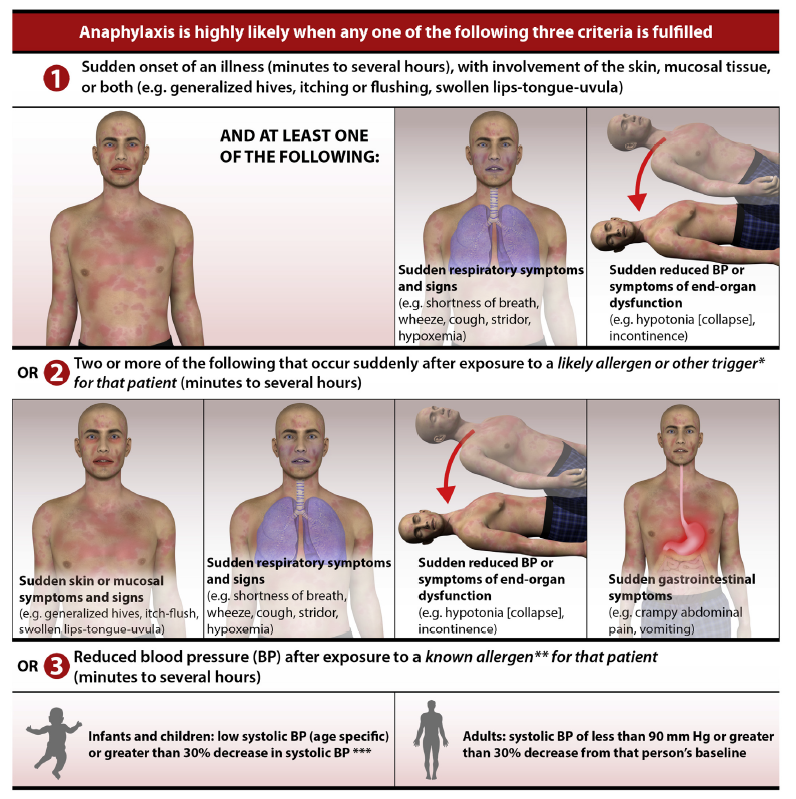 Anaphylaxis is highly likely when any one of the following three criteria is fulfilled
1
Sudden onset of an illness (minutes to several hours), with involvement of the skin, mucosal tissue,
or both (e.g. generalized hives, itching or flushing, swollen lips-tongue-uvula)
AND AT LEAST ONE
OF THE FOLLOWING:
Sudden respiratory symptoms
and signs
(e.g. shortness of breath,
wheeze, cough, stridor,
hypoxemia)
Sudden reduced BP or
symptoms of end-organ
dysfunction
(e.g. hypotonia [collapse],
incontinence)
OR 2
Two or more of the following that occur suddenly after exposure to a likely allergen or other trigger*
for that patient (minutes to several hours)
Sudden skin or mucosal
symptoms and signs
(e.g. generalized hives, itch-flush,
swollen lips-tongue-uvula)
Sudden respiratory symptoms
and signs
(e.g. shortness of breath,
wheeze, cough, stridor,
hypoxemia)
Sudden reduced BP or
symptoms of end-organ
dysfunction
(e.g. hypotonia [collapse],
incontinence)
Sudden gastrointestinal
symptoms
(e.g. crampy abdominal
pain, vomiting)
OR 3
Reduced blood pressure (BP) after exposure to a known allergen** for that patient
(minutes to several hours)
Infants and children: low systolic BP (age specific)
or greater than 30% decrease in systolic BP ***
Adults: systolic BP of less than 90 mm Hg or greater
than 30% decrease from that person's baseline